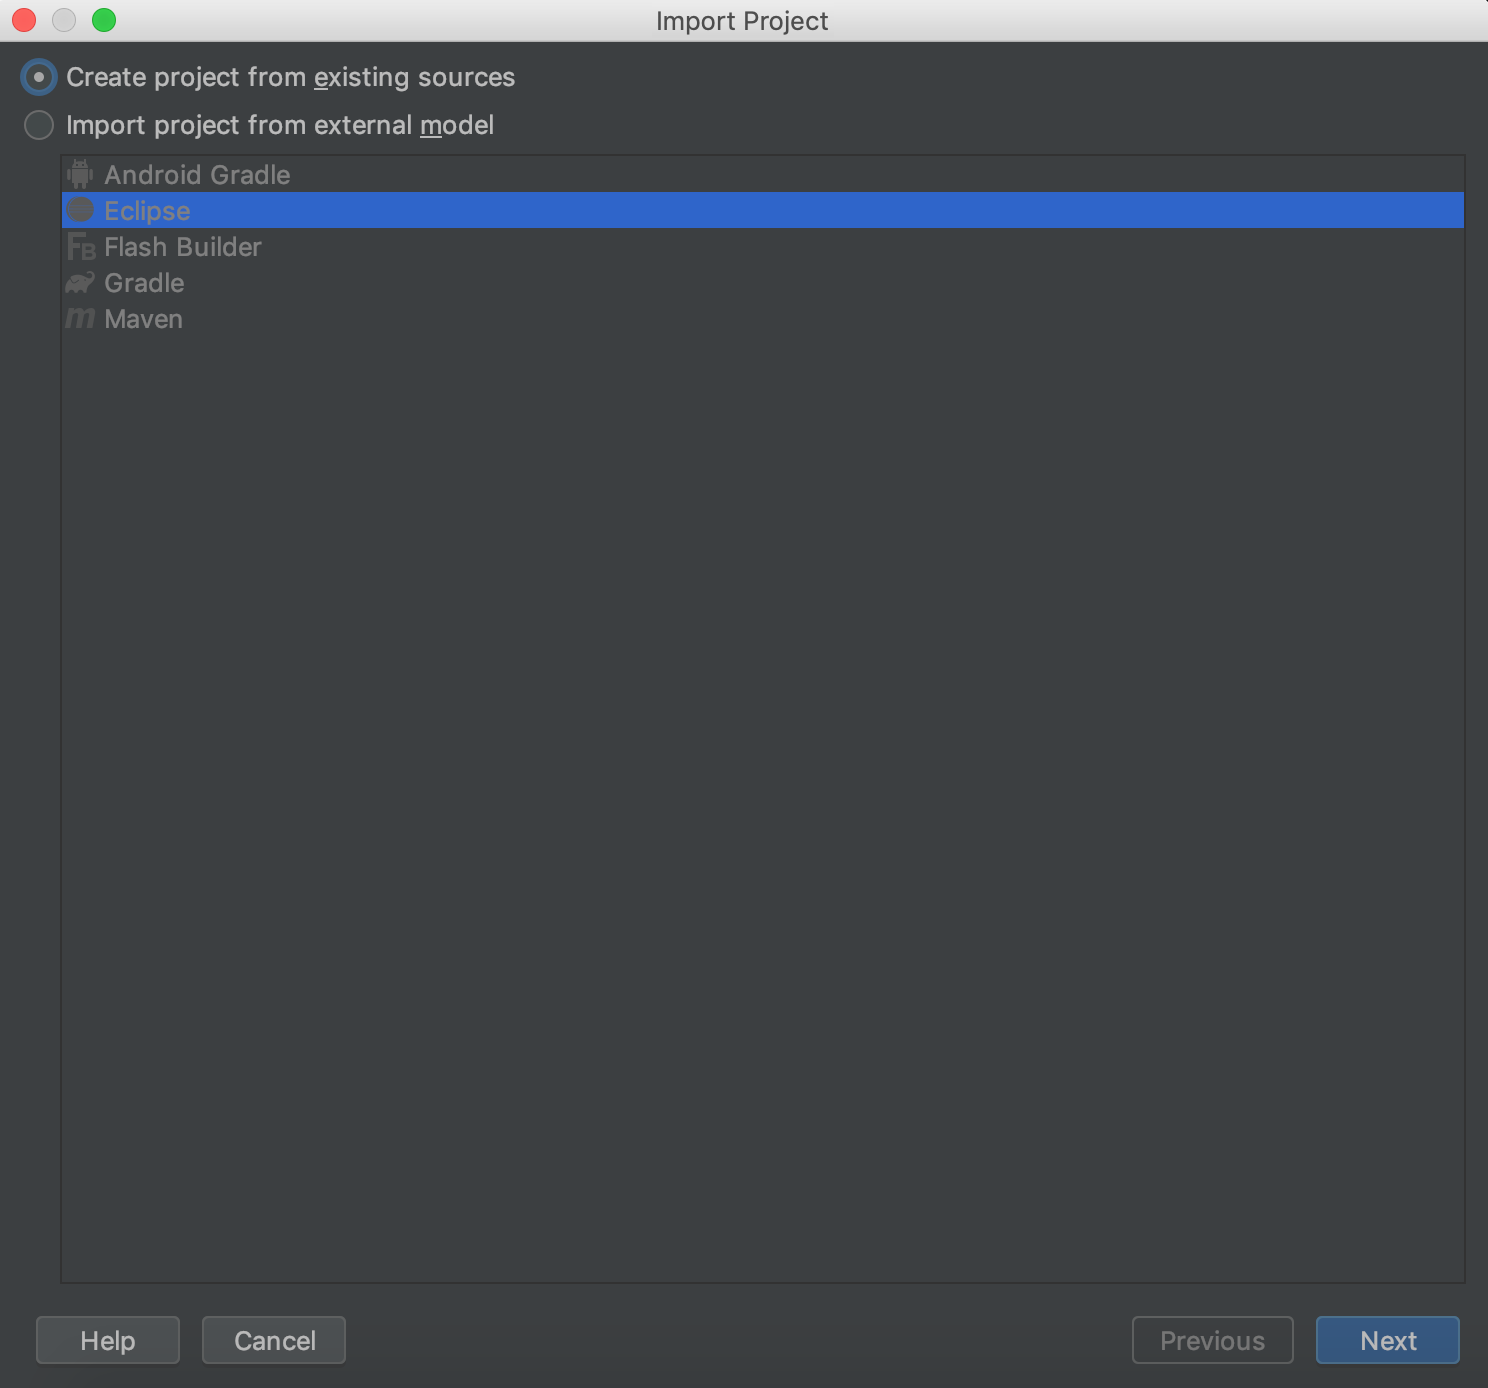 Import Project
Create project from existing sources
Import project from external model
Android Gradle
Eclipse
FB Flash Builder
Gradle
m Maven
Help Cancel Previous Next